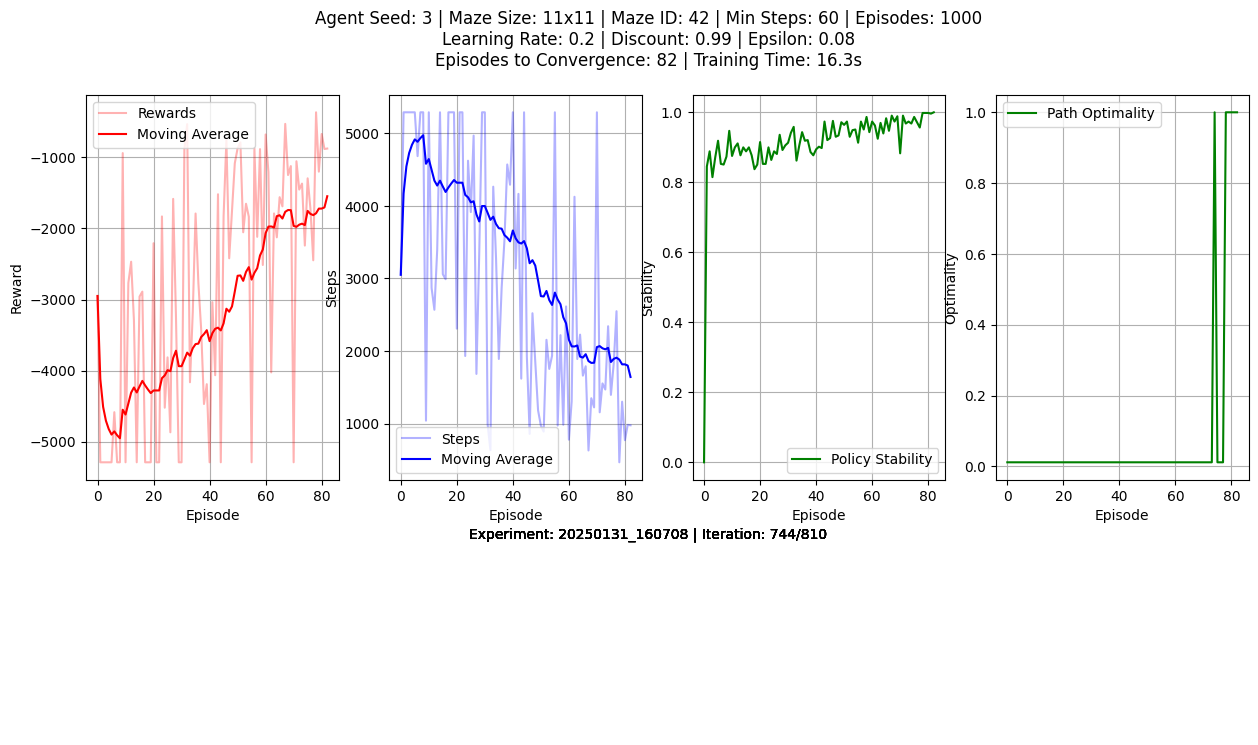 Agent Seed: 3 | Maze Size: 11x11 | Maze ID: 42 | Min Steps: 60 | Episodes: 1000
Learning Rate: 0.2 | Discount: 0.99 | Epsilon: 0.08
Episodes to Convergence: 82 | Training Time: 16.3s
Rewards
Moving Average
−1000
−2000
−3000
−4000
−5000
Reward
0
20
40
60
80
Episode
5000
4000
3000
2000
1000
Steps
Steps
Moving Average
0
20
40
60
80
Episode
1.0
0.8
0.6
0.4
0.2
0.0
Stability
Policy Stability
0
20
40
60
80
Episode
Path Optimality
1.0
0.8
0.6
0.4
0.2
0.0
Optimality
0
20
40
60
80
Episode
Experiment: 20250131_160708 | Iteration: 744/810